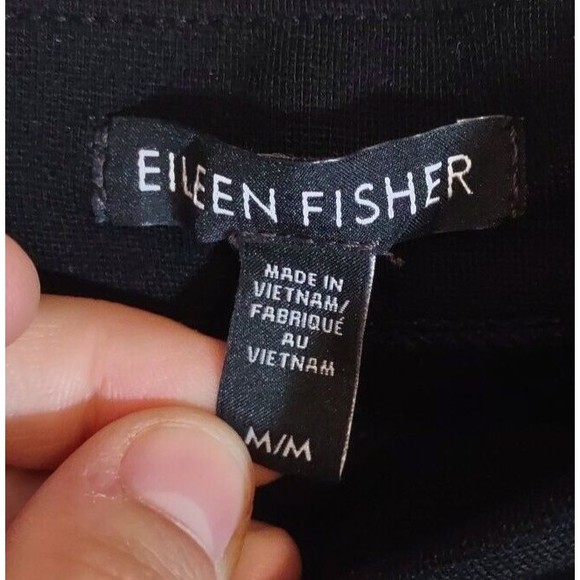 EILEEN FISHER
MADE IN
VIETNAM/
FABRIQUÉ
AU
VIETNAM
M/M